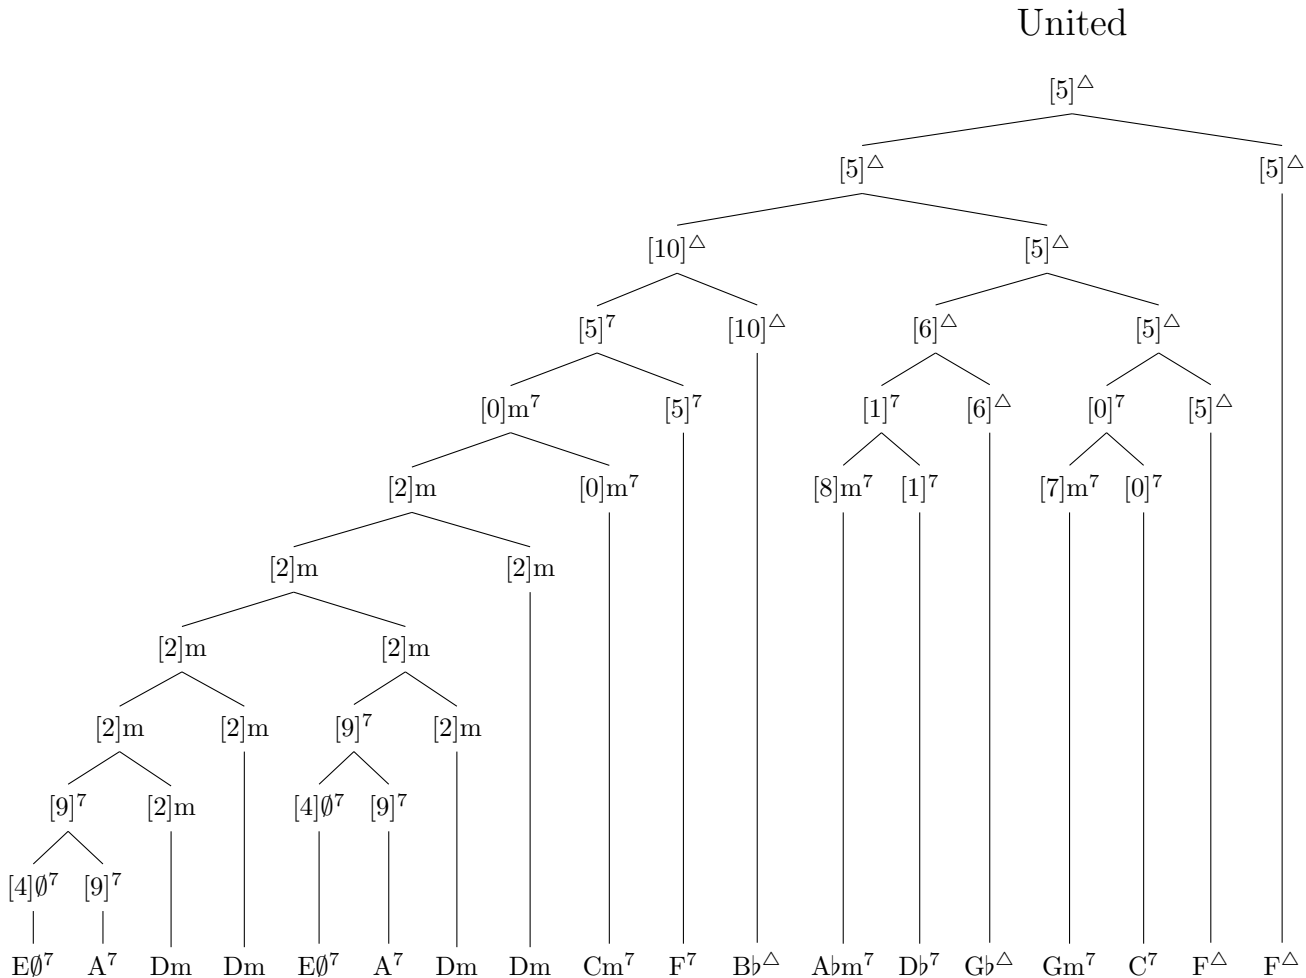 United
[5]△
[5]△ [5]△
[10]△ [5]△
[5]⁷ [10]△ [6]△ [5]△
[0]m⁷ [5]⁷ [1]⁷ [6]△ [0]⁷ [5]△
[2]m [0]m⁷ [8]m⁷ [1]⁷ [7]m⁷ [0]⁷
[2]m [2]m
[2]m [2]m
[2]m [2]m [9]⁷ [2]m
[9]⁷ [2]m [4]∅⁷ [9]⁷
[4]∅⁷ [9]⁷
E∅⁷ A⁷ Dm Dm E∅⁷ A⁷ Dm Dm Cm⁷ F⁷ B♭△ A♭m⁷ D♭⁷ G♭△ Gm⁷ C⁷ F△ F△